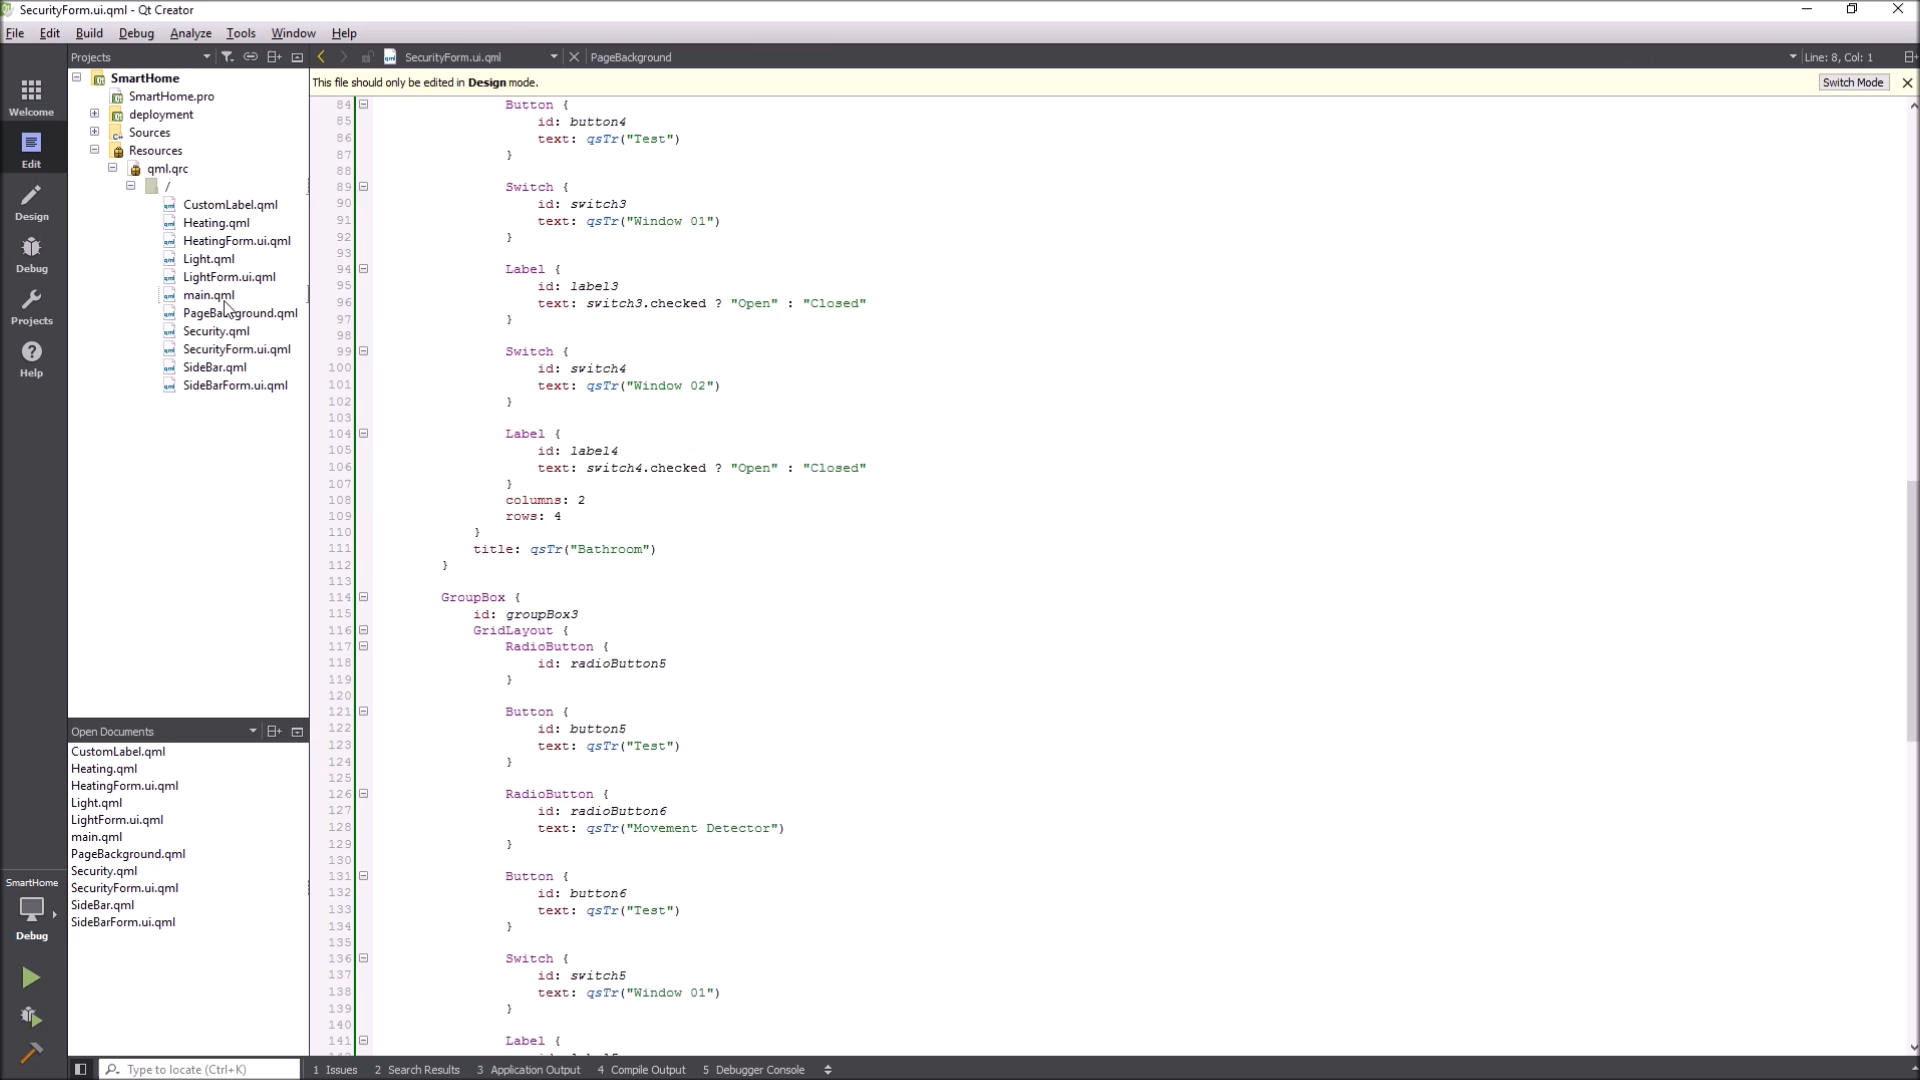 SecurityForm.ui.qml - Qt Creator
File Edit Build Debug Analyze Tools Window Help
Projects
SecurityForm.ui.qml
PageBackground
Line: 8, Col: 1
This file should only be edited in Design mode.
Switch Mode
Welcome
Edit
Design
Debug
Projects
Help
SmartHome
SmartHome.pro
deployment
Sources
Resources
qml.qrc
/
CustomLabel.qml
Heating.qml
HeatingForm.ui.qml
Light.qml
LightForm.ui.qml
main.qml
PageBackground.qml
Security.qml
SecurityForm.ui.qml
SideBar.qml
SideBarForm.ui.qml
Open Documents
CustomLabel.qml
Heating.qml
HeatingForm.ui.qml
Light.qml
LightForm.ui.qml
main.qml
PageBackground.qml
Security.qml
SecurityForm.ui.qml
SideBar.qml
SideBarForm.ui.qml
SmartHome
Debug
84 Button {
85 id: button4
86 text: qsTr("Test")
87 }
88
89 Switch {
90 id: switch3
91 text: qsTr("Window 01")
92 }
93
94 Label {
95 id: label3
96 text: switch3.checked ? "Open" : "Closed"
97 }
98
99 Switch {
100 id: switch4
101 text: qsTr("Window 02")
102 }
103
104 Label {
105 id: label4
106 text: switch4.checked ? "Open" : "Closed"
107 }
108 columns: 2
109 rows: 4
110 }
111 title: qsTr("Bathroom")
112 }
113
114 GroupBox {
115 id: groupBox3
116 GridLayout {
117 RadioButton {
118 id: radioButton5
119 }
120
121 Button {
122 id: button5
123 text: qsTr("Test")
124 }
125
126 RadioButton {
127 id: radioButton6
128 text: qsTr("Movement Detector")
129 }
130
131 Button {
132 id: button6
133 text: qsTr("Test")
134 }
135
136 Switch {
137 id: switch5
138 text: qsTr("Window 01")
139 }
140
141 Label {
Type to locate (Ctrl+K)
1 Issues 2 Search Results 3 Application Output 4 Compile Output 5 Debugger Console